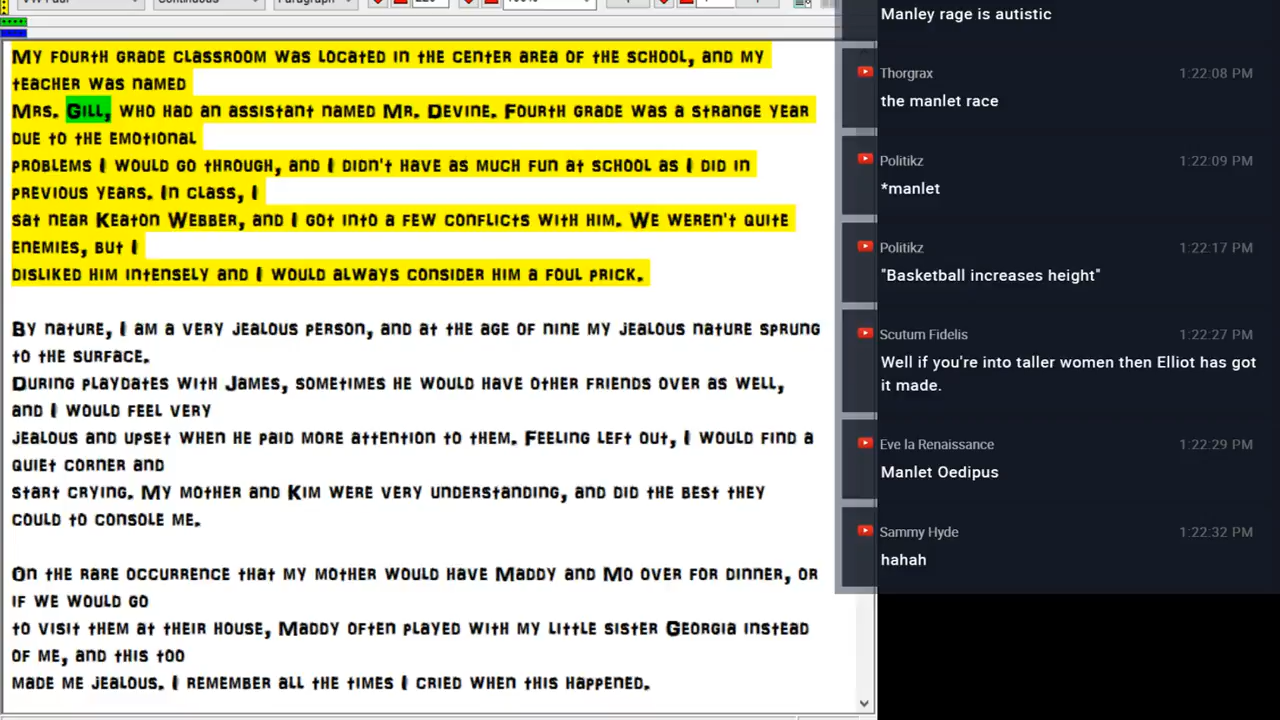 Continuous
Paragraph
My fourth grade classroom was located in the center area of the school, and my
teacher was named
Mrs. Gill, who had an assistant named Mr. Devine. Fourth grade was a strange year
due to the emotional
problems I would go through, and I didn't have as much fun at school as I did in
previous years. In class, I
sat near Keaton Webber, and I got into a few conflicts with him. We weren't quite
enemies, but I
disliked him intensely and I would always consider him a foul prick.
By nature, I am a very jealous person, and at the age of nine my jealous nature sprung
to the surface.
During playdates with James, sometimes he would have other friends over as well,
and I would feel very
jealous and upset when he paid more attention to them. Feeling left out, I would find a
quiet corner and
start crying. My mother and Kim were very understanding, and did the best they
could to console me.
On the rare occurrence that my mother would have Maddy and Mo over for dinner, or
if we would go
to visit them at their house, Maddy often played with my little sister Georgia instead
of me, and this too
made me jealous. I remember all the times I cried when this happened.
Manley rage is autistic
Thorgrax 1:22:08 PM
the manlet race
Politikz 1:22:09 PM
*manlet
Politikz 1:22:17 PM
"Basketball increases height"
Scutum Fidelis 1:22:27 PM
Well if you're into taller women then Elliot has got
it made.
Eve la Renaissance 1:22:29 PM
Manlet Oedipus
Sammy Hyde 1:22:32 PM
hahah